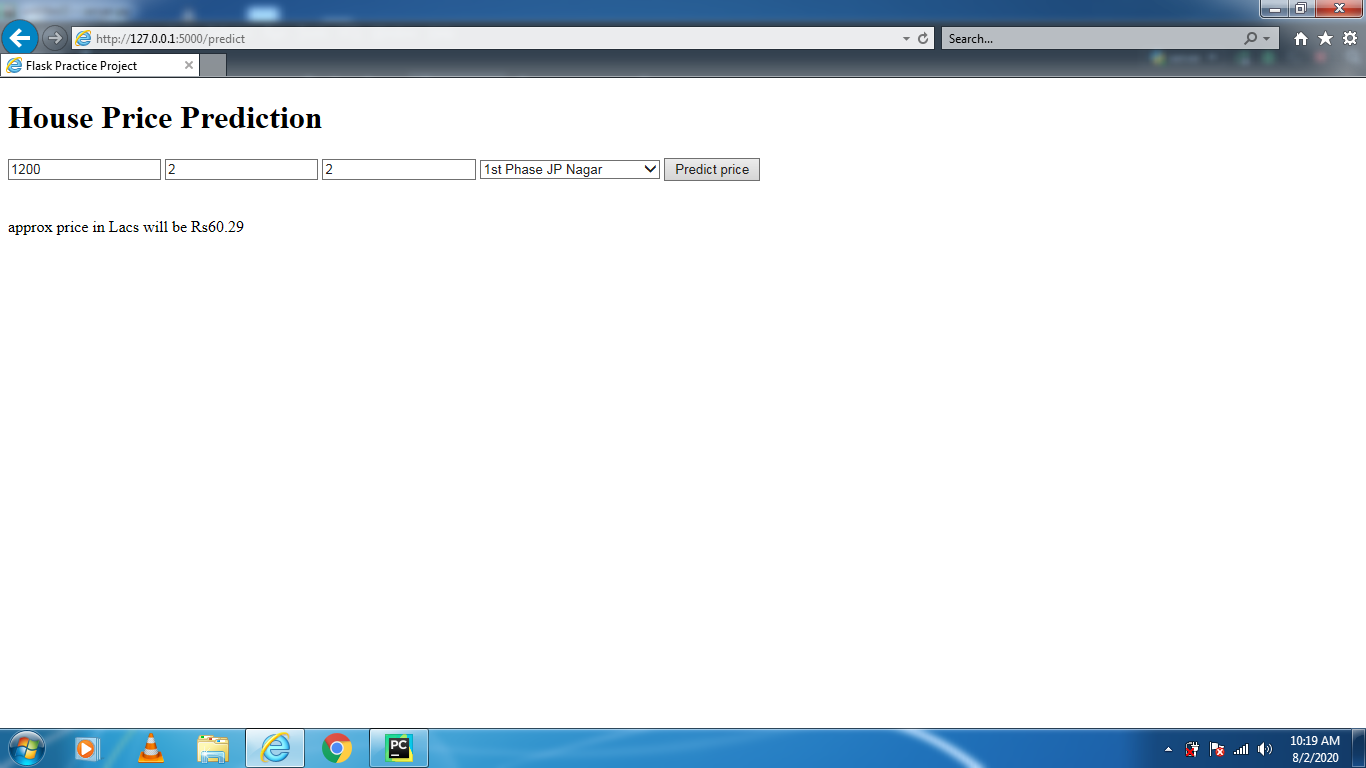 http://127.0.0.1:5000/predict
Search...
Flask Practice Project
House Price Prediction
1200 2 2 1st Phase JP Nagar Predict price
approx price in Lacs will be Rs60.29
PC
10:19 AM
8/2/2020